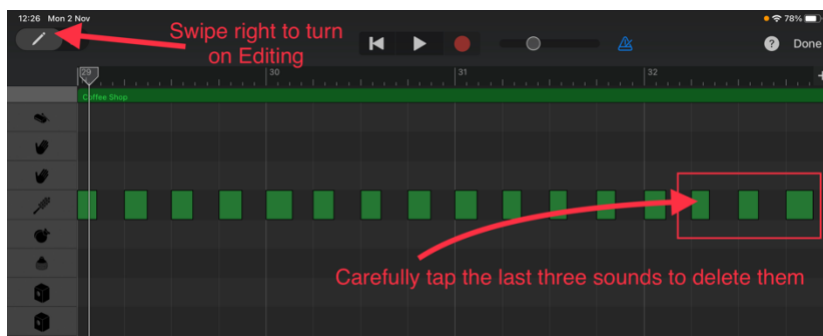 12:26 Mon 2 Nov
78%
Swipe right to turn
on Editing
?
Done
29
30
31
32
+
Coffee Shop
Carefully tap the last three sounds to delete them